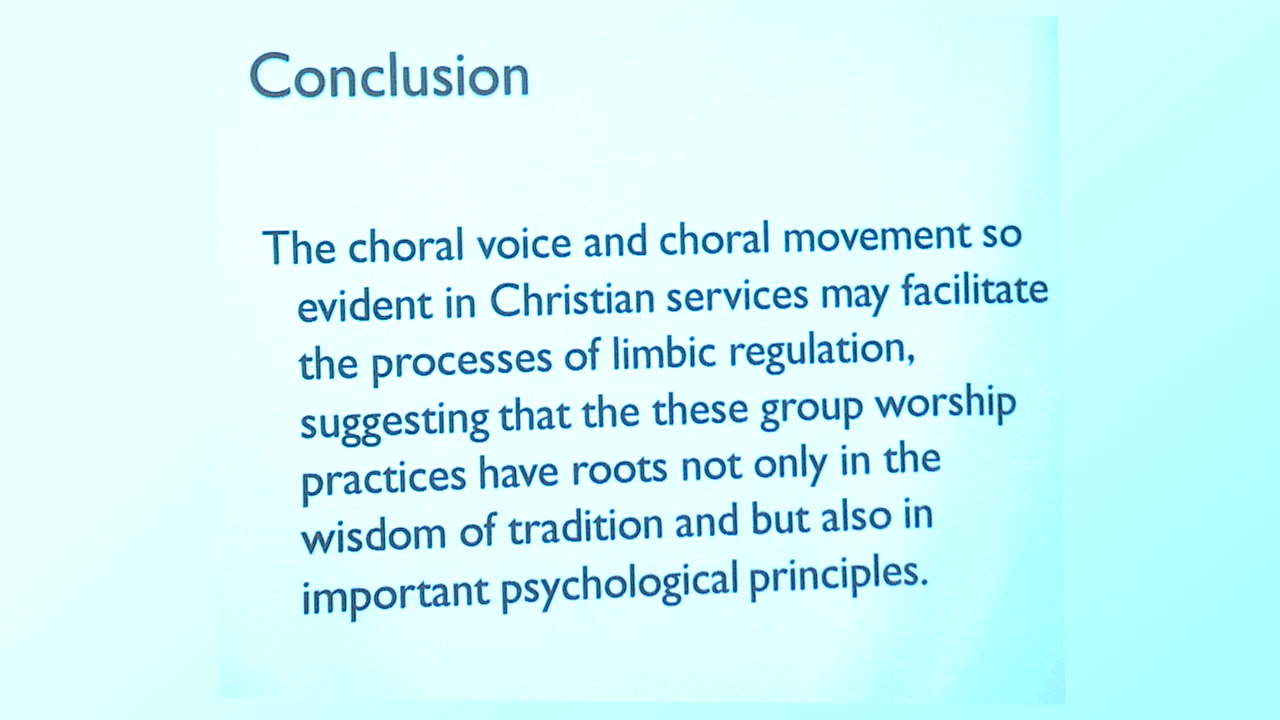 Conclusion
The choral voice and choral movement so
evident in Christian services may facilitate
the processes of limbic regulation,
suggesting that the these group worship
practices have roots not only in the
wisdom of tradition and but also in
important psychological principles.